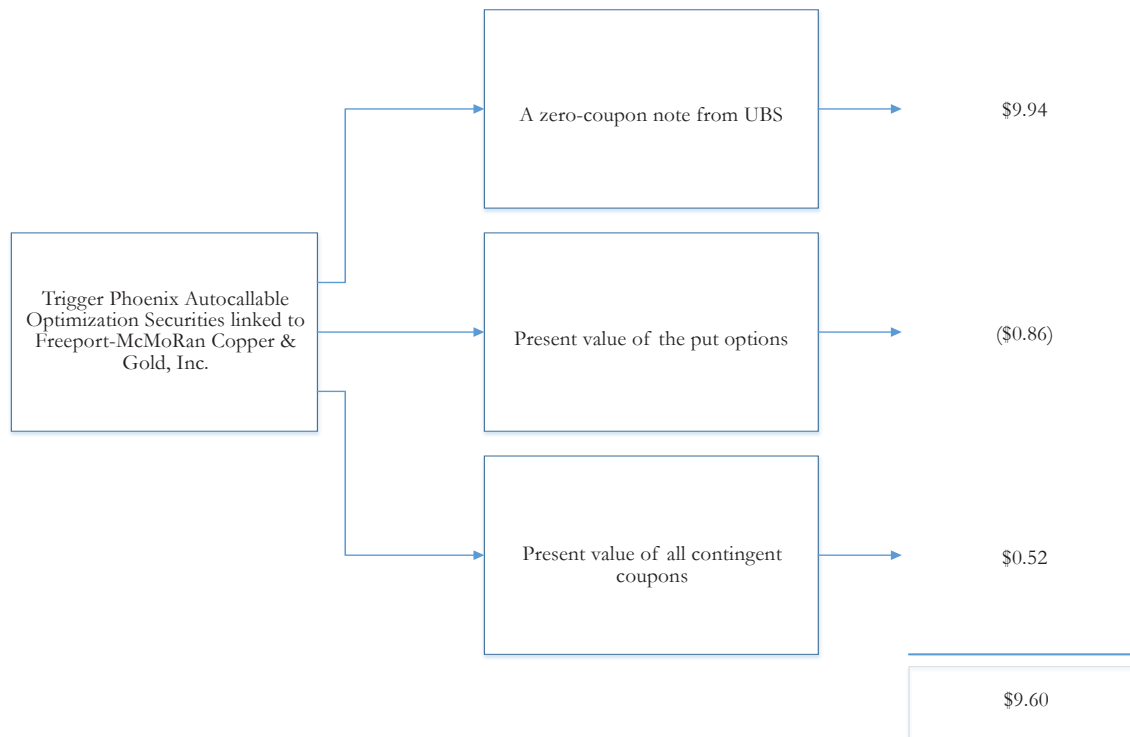 A zero-coupon note from UBS
$9.94
Trigger Phoenix Autocallable
Optimization Securities linked to
Freeport-McMoRan Copper &
Gold, Inc.
Present value of the put options
($0.86)
Present value of all contingent
coupons
$0.52
$9.60